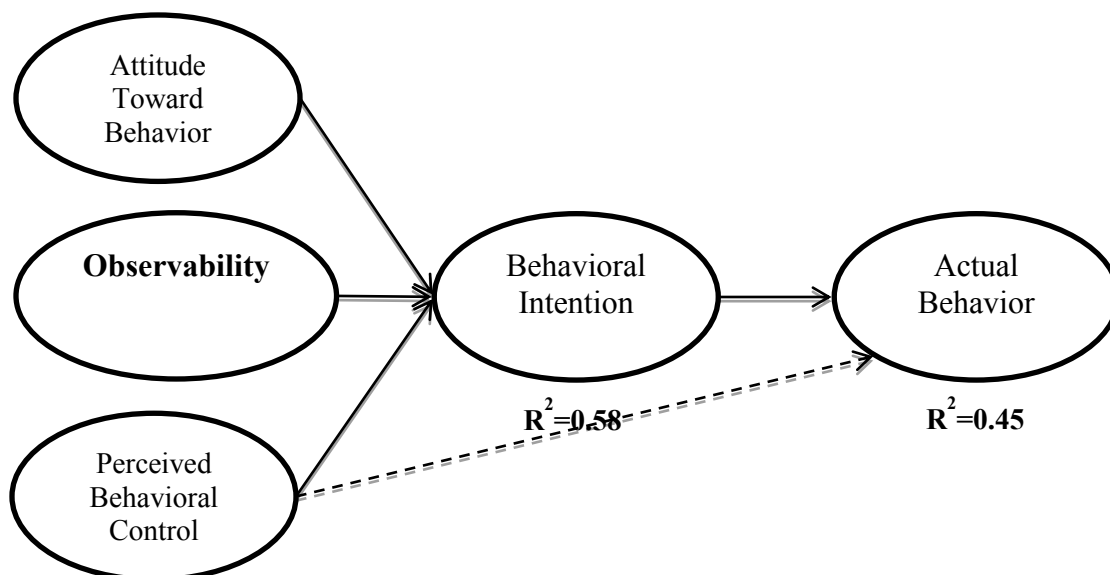 Attitude
Toward
Behavior
Observability
Behavioral
Intention
Actual
Behavior
R²=0.58
R²=0.45
Perceived
Behavioral
Control